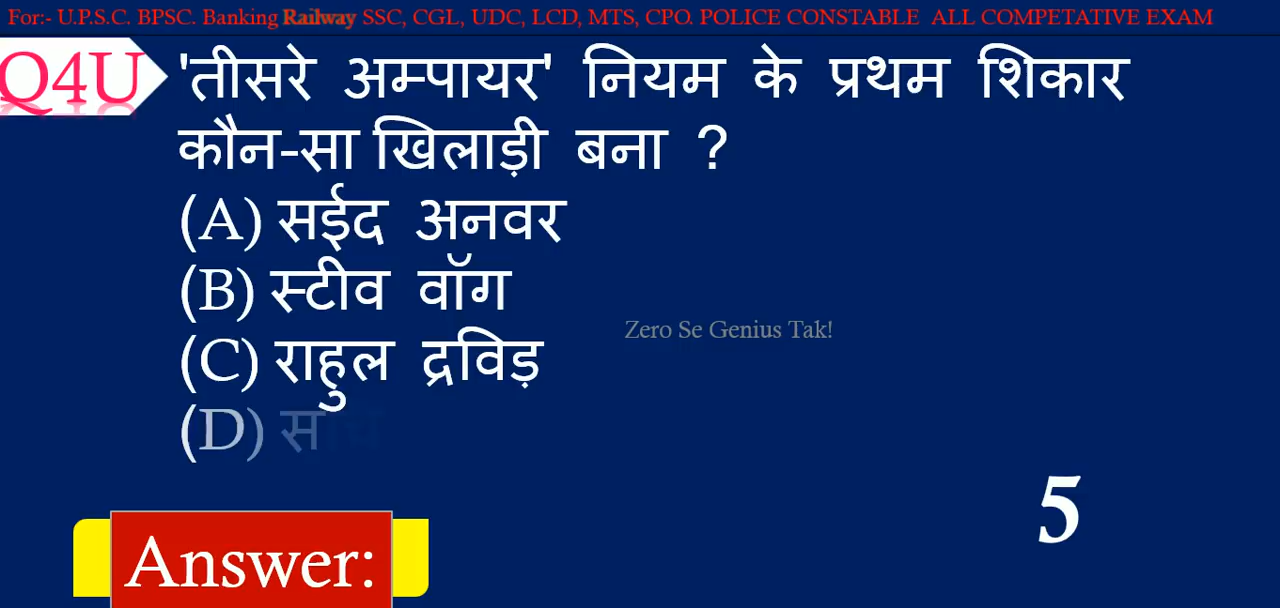 For:- U.P.S.C. BPSC. Banking Railway SSC, CGL, UDC, LCD, MTS, CPO. POLICE CONSTABLE ALL COMPETATIVE EXAM
Q4U
'तीसरे अम्पायर' नियम के प्रथम शिकार
कौन-सा खिलाड़ी बना ?
(A) सईद अनवर
(B) स्टीव वॉग
(C) राहुल द्रविड़
(D)
Zero Se Genius Tak!
5
Answer: